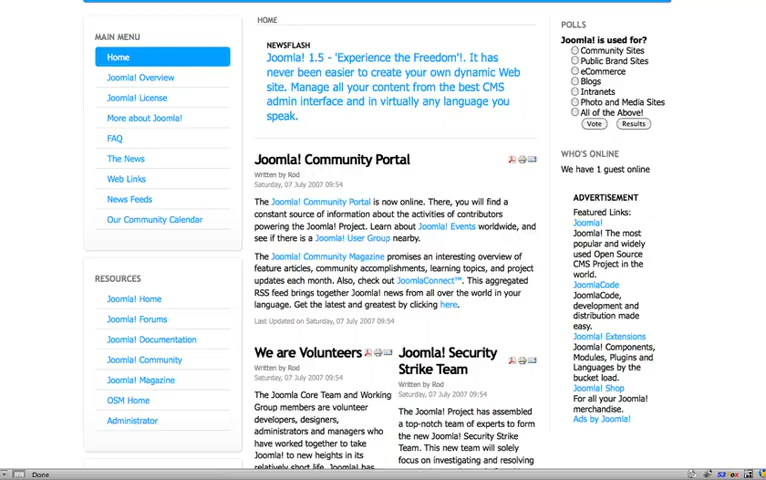 MAIN MENU
Home
Joomla! Overview
Joomla! License
More about Joomla!
FAQ
The News
Web Links
News Feeds
Our Community Calendar
RESOURCES
Joomla! Home
Joomla! Forums
Joomla! Documentation
Joomla! Community
Joomla! Magazine
OSM Home
Administrator
HOME
NEWSFLASH
Joomla! 1.5 - 'Experience the Freedom'!. It has
never been easier to create your own dynamic Web
site. Manage all your content from the best CMS
admin interface and in virtually any language you
speak.
Joomla! Community Portal
Written by Rod
Saturday, 07 July 2007 09:54
The Joomla! Community Portal is now online. There, you will find a
constant source of information about the activities of contributors
powering the Joomla! Project. Learn about Joomla! Events worldwide, and
see if there is a Joomla! User Group nearby.
The Joomla! Community Magazine promises an interesting overview of
feature articles, community accomplishments, learning topics, and project
updates each month. Also, check out JoomlaConnect™. This aggregated
RSS feed brings together Joomla! news from all over the world in your
language. Get the latest and greatest by clicking here.
Last Updated on Saturday, 07 July 2007 09:54
We are Volunteers
Written by Rod
Saturday, 07 July 2007 09:54
The Joomla Core Team and Working
Group members are volunteer
developers, designers,
administrators and managers who
have worked together to take
Joomla! to new heights in its
relatively short life. Joomla! has
Joomla! Security
Strike Team
Written by Rod
Saturday, 07 July 2007 09:54
The Joomla! Project has assembled
a top-notch team of experts to form
the new Joomla! Security Strike
Team. This new team will solely
focus on investigating and resolving
POLLS
Joomla! is used for?
Community Sites
Public Brand Sites
eCommerce
Blogs
Intranets
Photo and Media Sites
All of the Above!
Vote Results
WHO'S ONLINE
We have 1 guest online
ADVERTISEMENT
Featured Links:
Joomla!
Joomla! The most
popular and widely
used Open Source
CMS Project in the
world.
JoomlaCode
JoomlaCode,
development and
distribution made
easy.
Joomla! Extensions
Joomla! Components,
Modules, Plugins and
Languages by the
bucket load.
Joomla! Shop
For all your Joomla!
merchandise.
Ads by Joomla!
Done